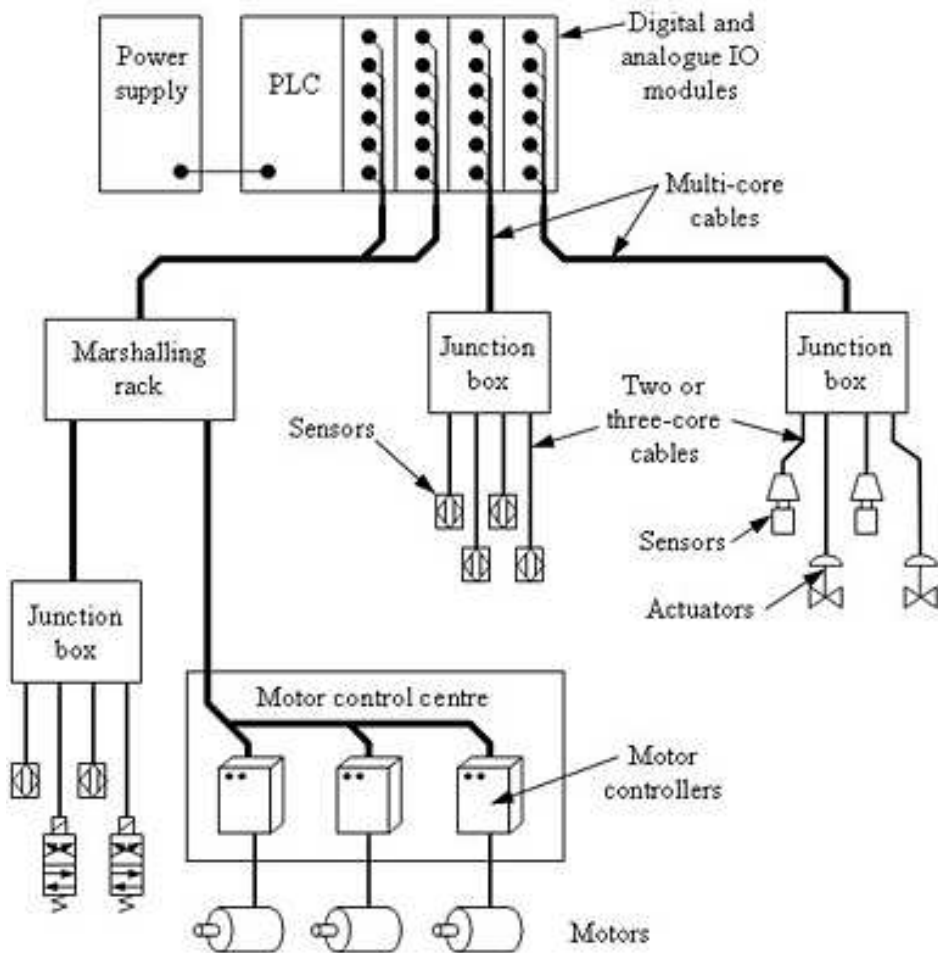 Power
supply
PLC
Digital and
analogue IO
modules
Multi-core
cables
Marshalling
rack
Junction
box
Junction
box
Sensors
Two or
three-core
cables
Sensors
Actuators
Junction
box
Motor control centre
Motor
controllers
Motors